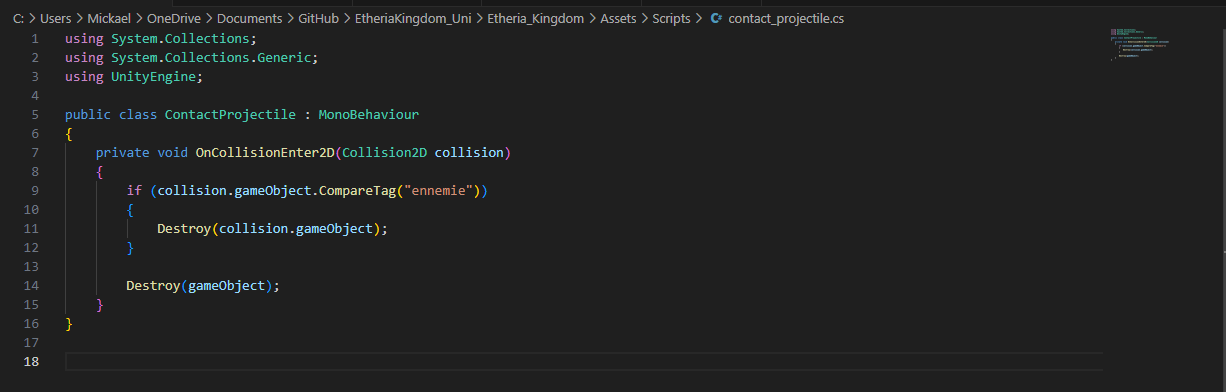 C: > Users > Mickael > OneDrive > Documents > GitHub > EtheriaKingdom_Uni > Etheria_Kingdom > Assets > Scripts > contact_projectile.cs
1 using System.Collections;
2 using System.Collections.Generic;
3 using UnityEngine;
4
5 public class ContactProjectile : MonoBehaviour
6 {
7 private void OnCollisionEnter2D(Collision2D collision)
8 {
9 if (collision.gameObject.CompareTag("ennemie"))
10 {
11 Destroy(collision.gameObject);
12 }
13
14 Destroy(gameObject);
15 }
16 }
17
18